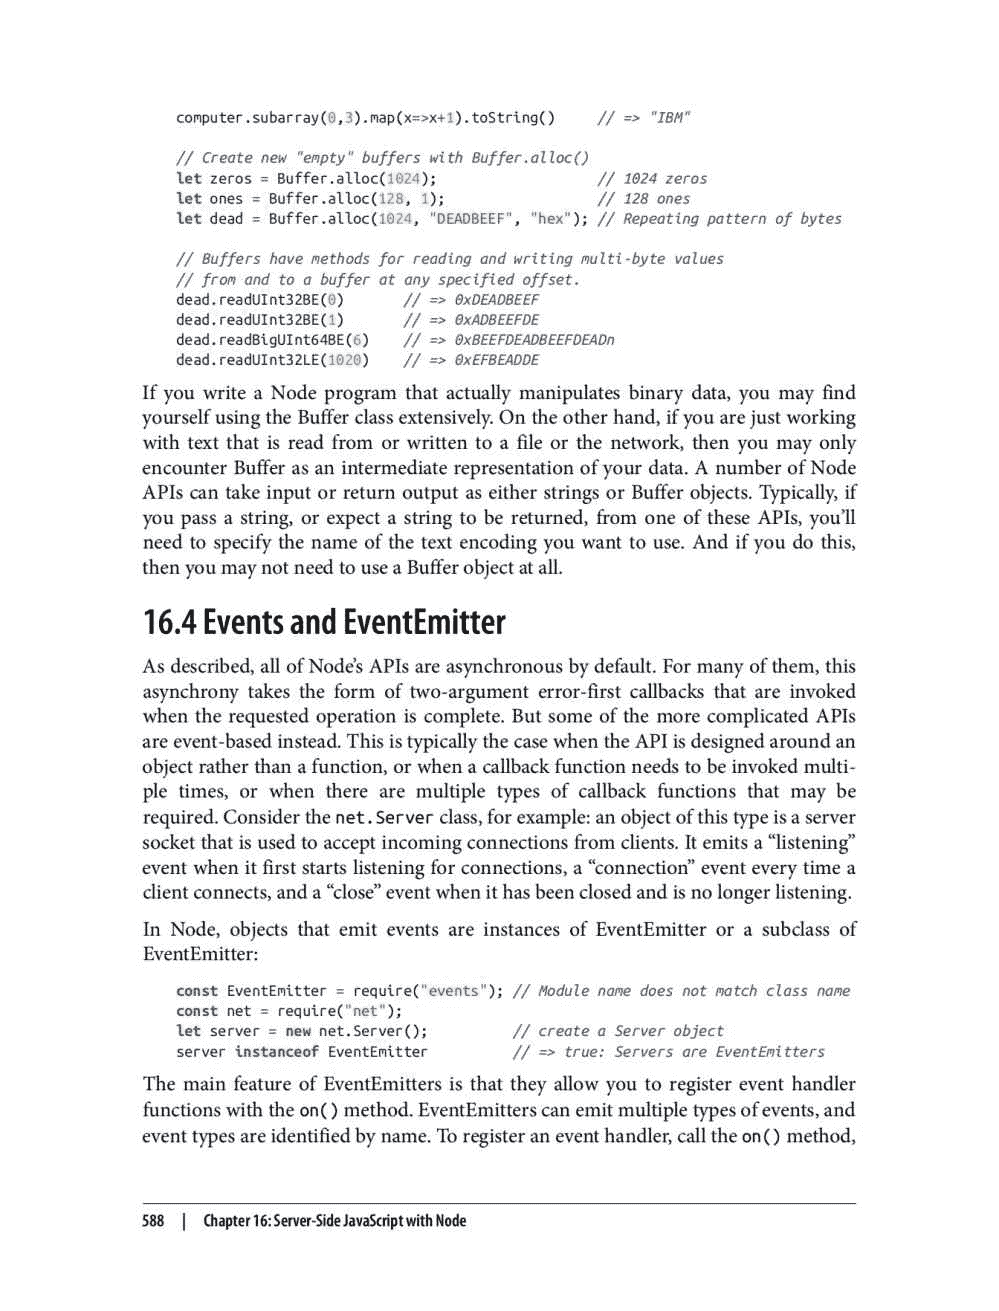 computer.subarray(0,3).map(x=>x+1).toString()     // => "IBM"

// Create new "empty" buffers with Buffer.alloc()
let zeros = Buffer.alloc(1024);                   // 1024 zeros
let ones = Buffer.alloc(128, 1);                  // 128 ones
let dead = Buffer.alloc(1024, "DEADBEEF", "hex"); // Repeating pattern of bytes

// Buffers have methods for reading and writing multi-byte values
// from and to a buffer at any specified offset.
dead.readUInt32BE(0)       // => 0xDEADBEEF
dead.readUInt32BE(1)       // => 0xADBEEFDE
dead.readBigUInt64BE(6)    // => 0xBEEFDEADBEEFDEADn
dead.readUInt32LE(1020)    // => 0xEFBEADDE
If you write a Node program that actually manipulates binary data, you may find
yourself using the Buffer class extensively. On the other hand, if you are just working
with text that is read from or written to a file or the network, then you may only
encounter Buffer as an intermediate representation of your data. A number of Node
APIs can take input or return output as either strings or Buffer objects. Typically, if
you pass a string, or expect a string to be returned, from one of these APIs, you’ll
need to specify the name of the text encoding you want to use. And if you do this,
then you may not need to use a Buffer object at all.
16.4 Events and EventEmitter
As described, all of Node’s APIs are asynchronous by default. For many of them, this
asynchrony takes the form of two-argument error-first callbacks that are invoked
when the requested operation is complete. But some of the more complicated APIs
are event-based instead. This is typically the case when the API is designed around an
object rather than a function, or when a callback function needs to be invoked multi-
ple times, or when there are multiple types of callback functions that may be
required. Consider the net.Server class, for example: an object of this type is a server
socket that is used to accept incoming connections from clients. It emits a “listening”
event when it first starts listening for connections, a “connection” event every time a
client connects, and a “close” event when it has been closed and is no longer listening.
In Node, objects that emit events are instances of EventEmitter or a subclass of
EventEmitter:
const EventEmitter = require("events"); // Module name does not match class name
const net = require("net");
let server = new net.Server();          // create a Server object
server instanceof EventEmitter          // => true: Servers are EventEmitters
The main feature of EventEmitters is that they allow you to register event handler
functions with the on() method. EventEmitters can emit multiple types of events, and
event types are identified by name. To register an event handler, call the on() method,
588 | Chapter 16: Server-Side JavaScript with Node